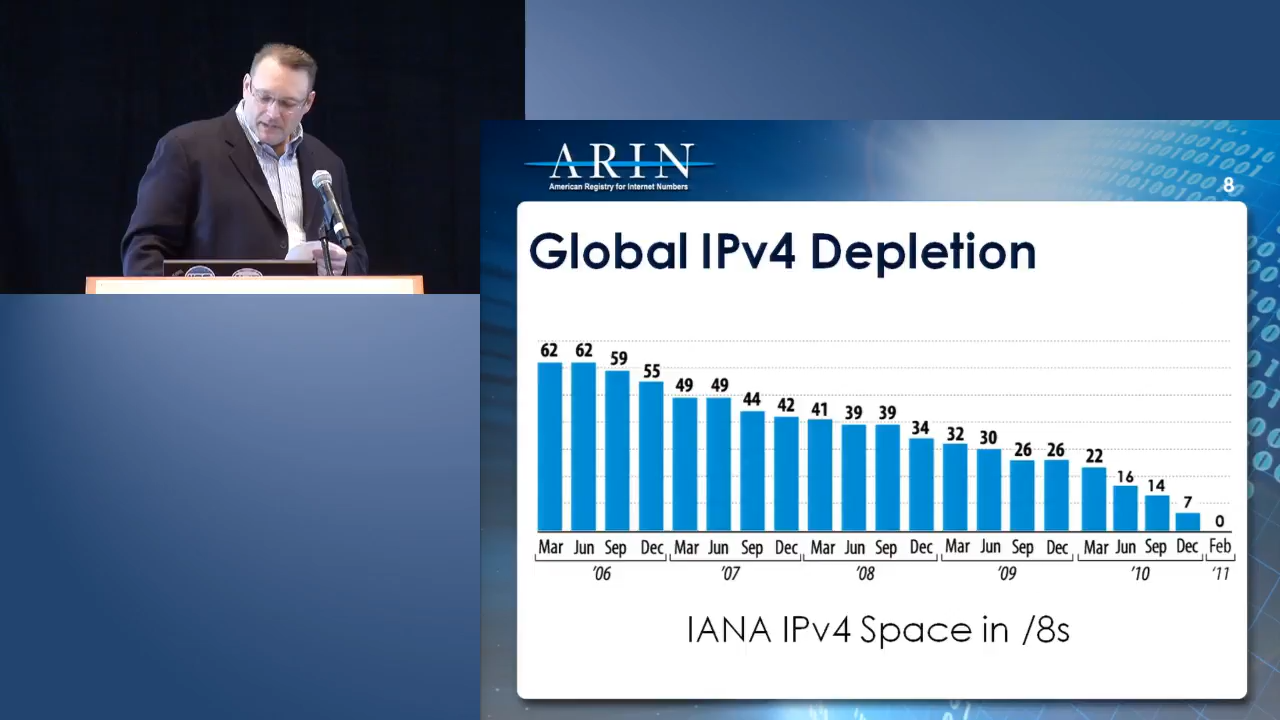 ARIN
American Registry for Internet Numbers
8
Global IPv4 Depletion
62 62 59 55 49 49 44 42 41 39 39 34 32 30 26 26 22 16 14 7 0
Mar Jun Sep Dec Mar Jun Sep Dec Mar Jun Sep Dec Mar Jun Sep Dec Mar Jun Sep Dec Feb
'06 '07 '08 '09 '10 '11
IANA IPv4 Space in /8s